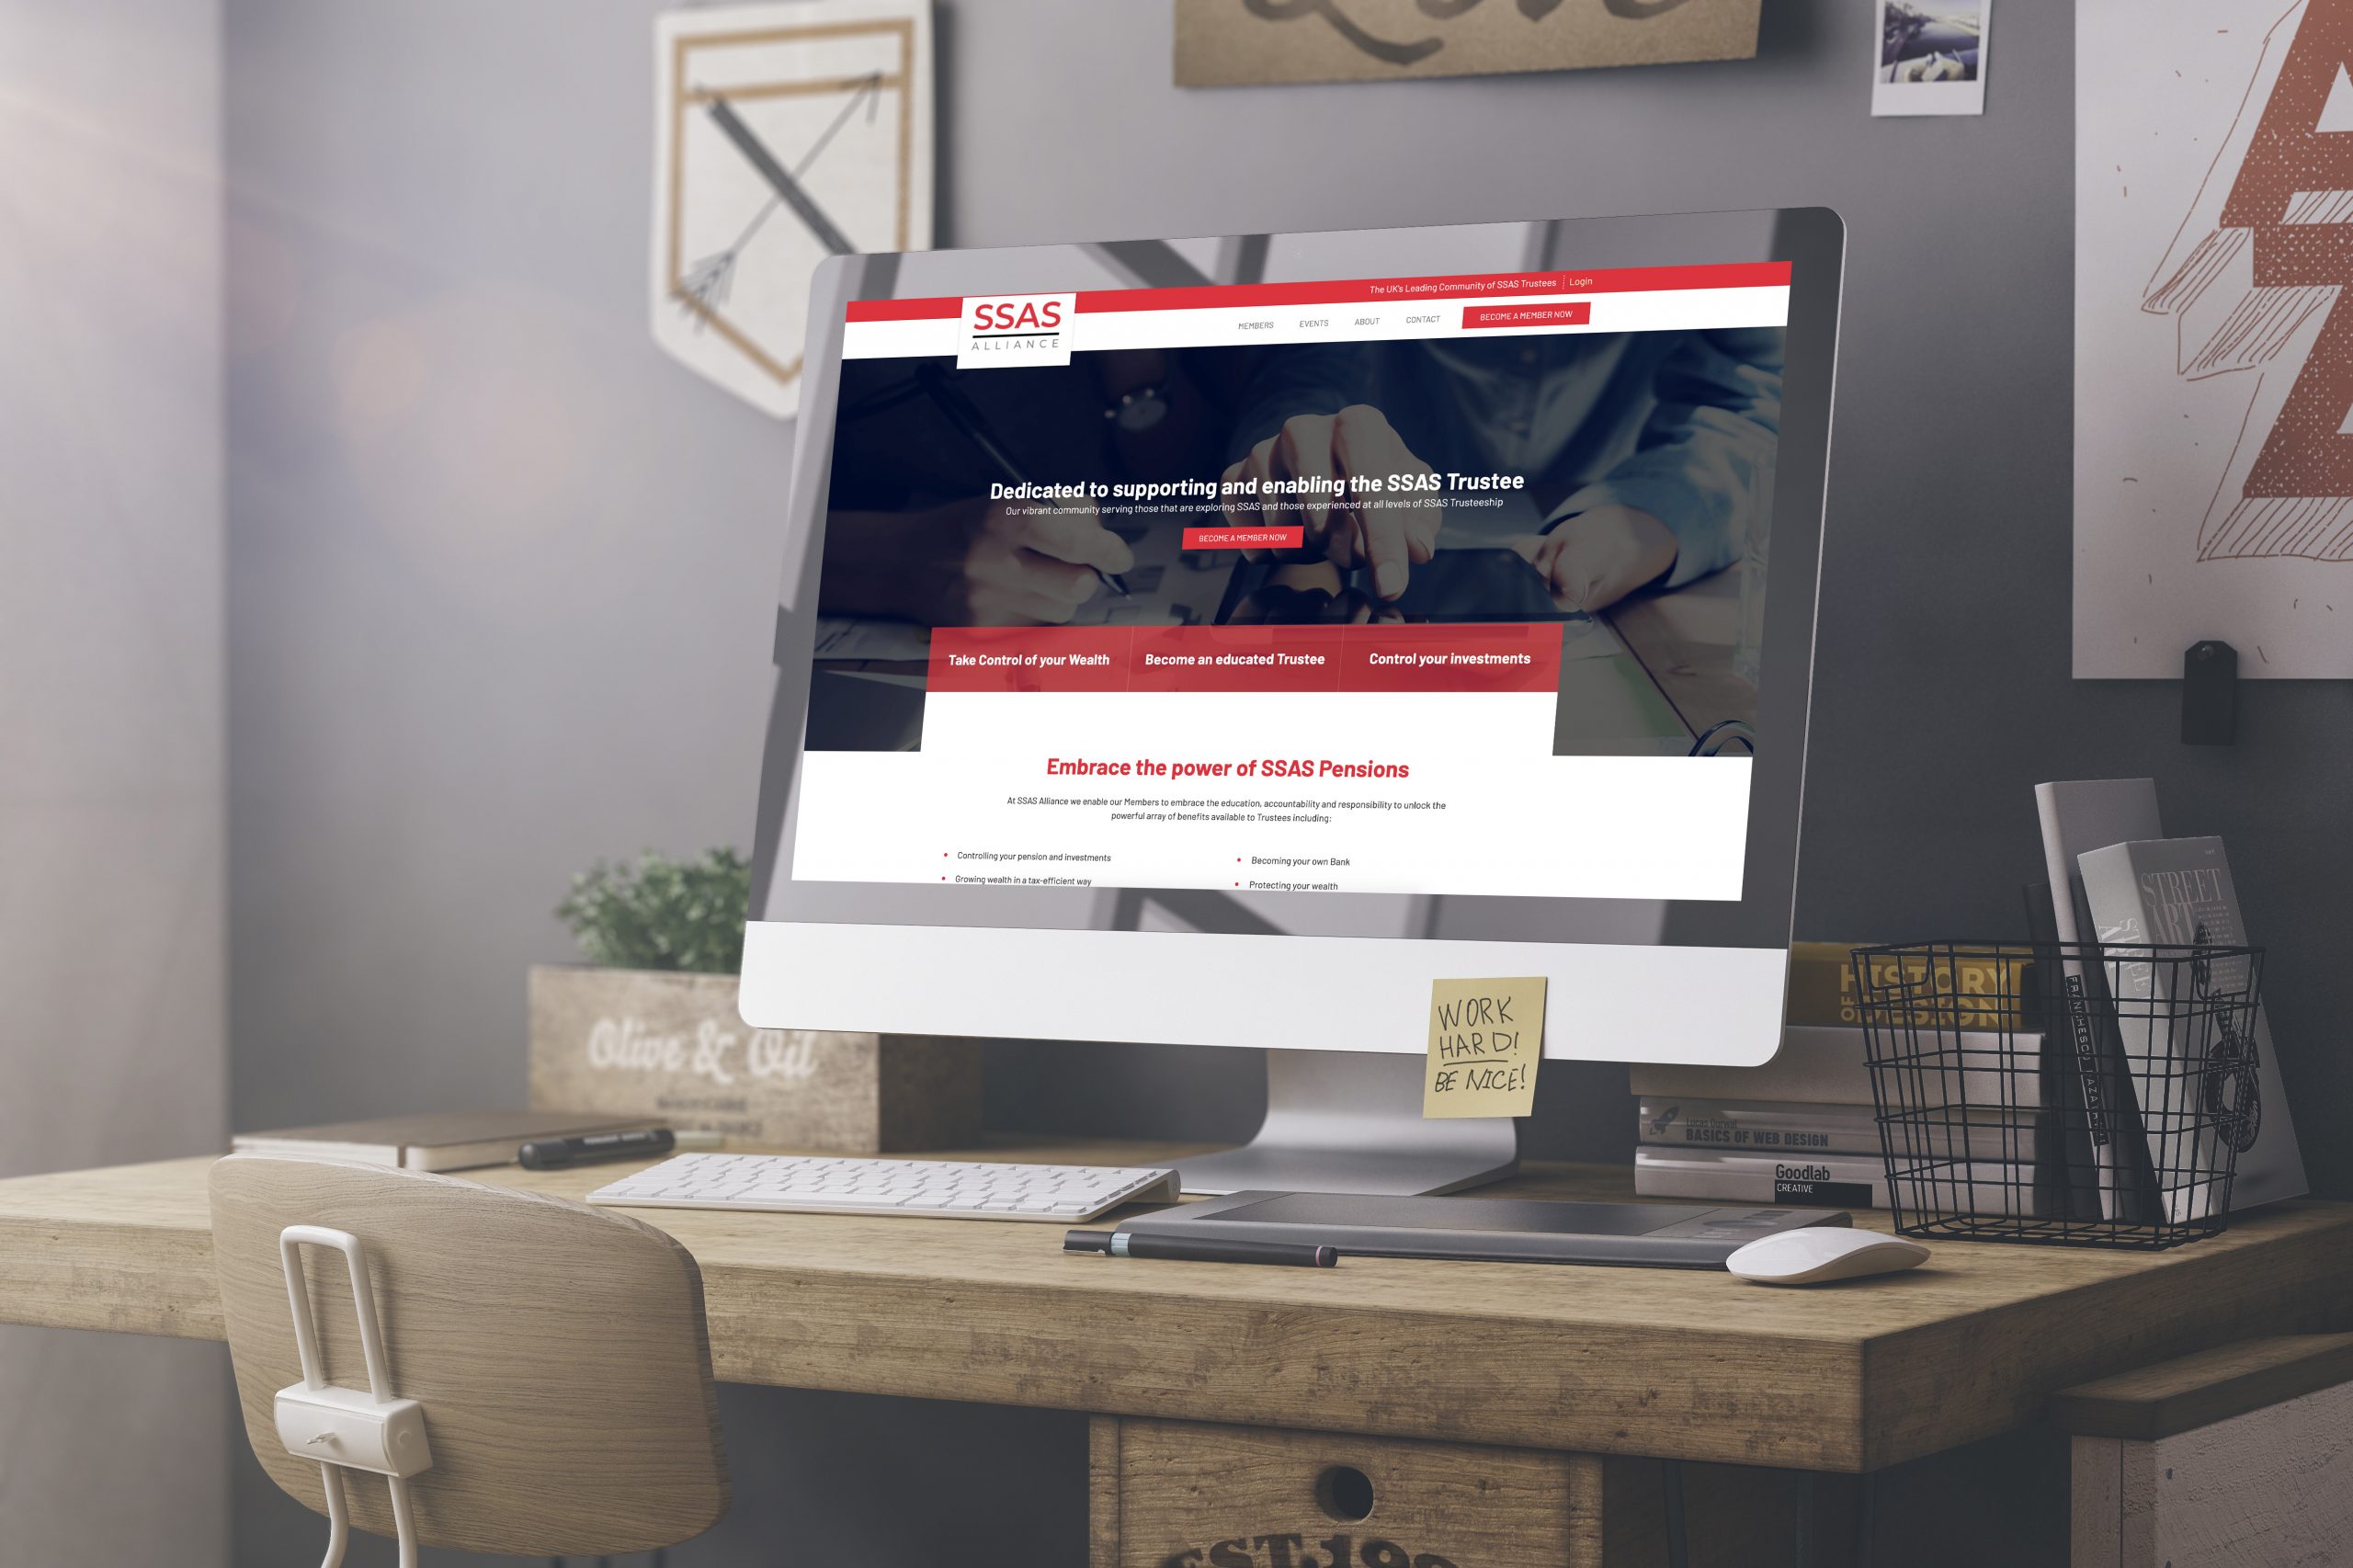 The UK's Leading Community of SSAS Trustees
Login
SSAS
ALLIANCE
MEMBERS
EVENTS
ABOUT
CONTACT
BECOME A MEMBER NOW
Dedicated to supporting and enabling the SSAS Trustee
Our vibrant community serving those that are exploring SSAS and those experienced at all levels of SSAS Trusteeship
BECOME A MEMBER NOW
Take Control of your Wealth
Become an educated Trustee
Control your investments
Embrace the power of SSAS Pensions
At SSAS Alliance we enable our Members to embrace the education, accountability and responsibility to unlock the
powerful array of benefits available to Trustees including:
Controlling your pension and investments
Growing wealth in a tax-efficient way
Becoming your own Bank
Protecting your wealth
WORK
HARD!
BE NICE!
Olive & Oil
HISTORY
OF DESIGN
STREET
ART
BASICS OF WEB DESIGN
Goodlab
CREATIVE